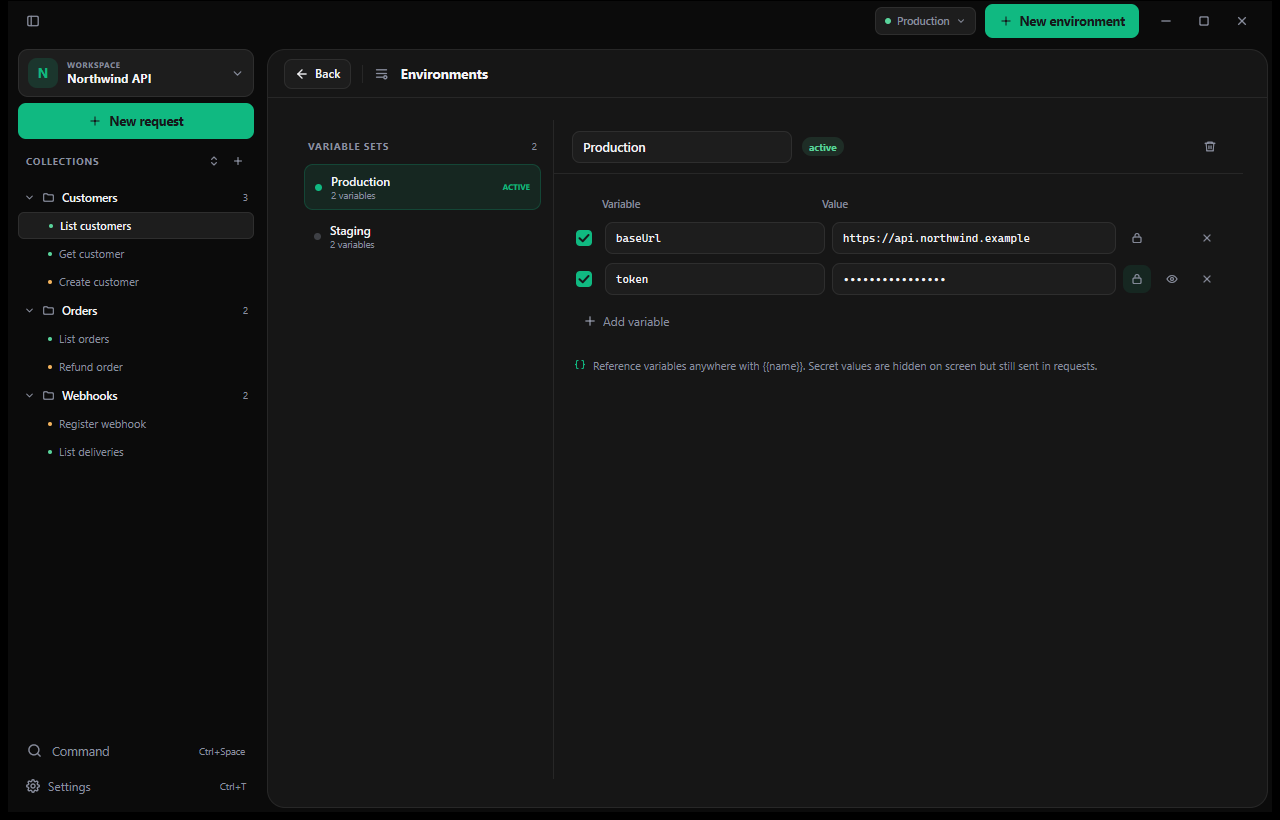 Production
+ New environment
N
WORKSPACE
Northwind API
+ New request
COLLECTIONS
Customers 3
List customers
Get customer
Create customer
Orders 2
List orders
Refund order
Webhooks 2
Register webhook
List deliveries
Command Ctrl+Space
Settings Ctrl+T
Back
Environments
VARIABLE SETS 2
Production
2 variables
ACTIVE
Staging
2 variables
Production active
Variable Value
baseUrl https://api.northwind.example
token ••••••••••••••••
+ Add variable
{} Reference variables anywhere with {{name}}. Secret values are hidden on screen but still sent in requests.